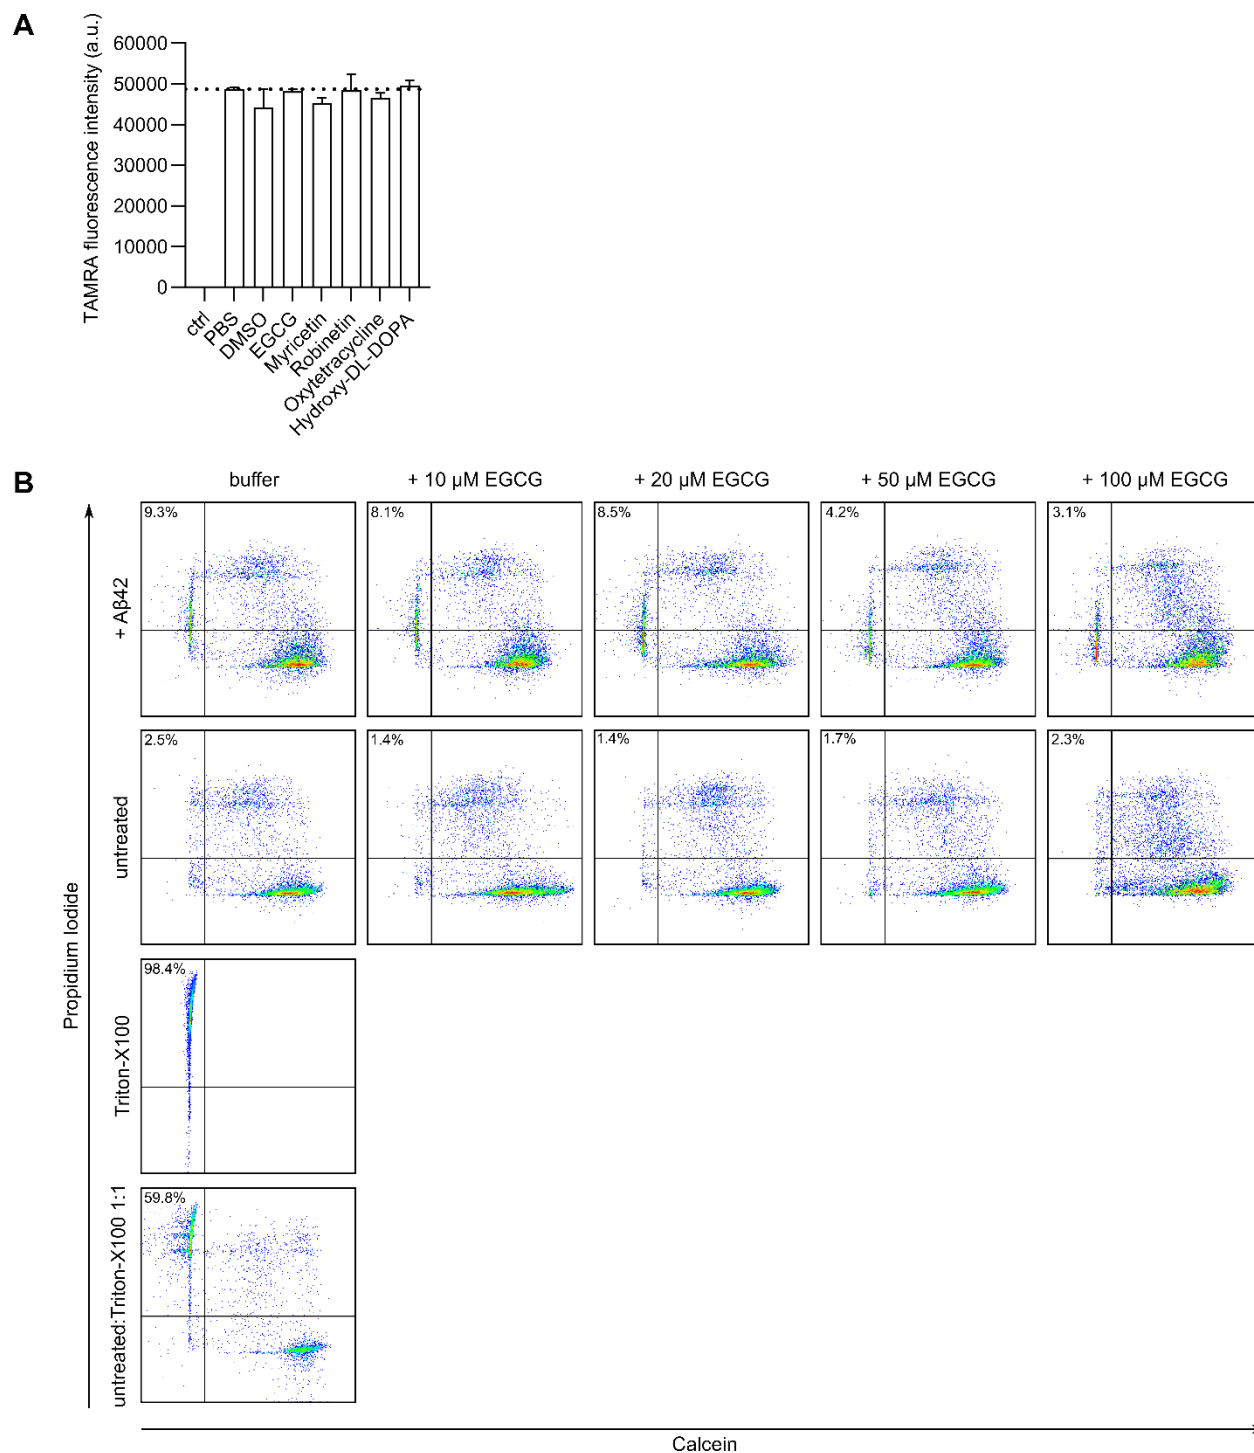 A
TAMRA fluorescence intensity (a.u.)
60000
50000
40000
30000
20000
10000
0
ctrl
PBS
DMSO
EGCG
Myricetin
Robinetin
Oxytetracycline
Hydroxy-DL-DOPA
B
buffer
+ 10 µM EGCG
+ 20 µM EGCG
+ 50 µM EGCG
+ 100 µM EGCG
+ Aβ42
9.3%
8.1%
8.5%
4.2%
3.1%
untreated
2.5%
1.4%
1.4%
1.7%
2.3%
Propidium Iodide
Triton-X100
98.4%
untreated:Triton-X100 1:1
59.8%
Calcein